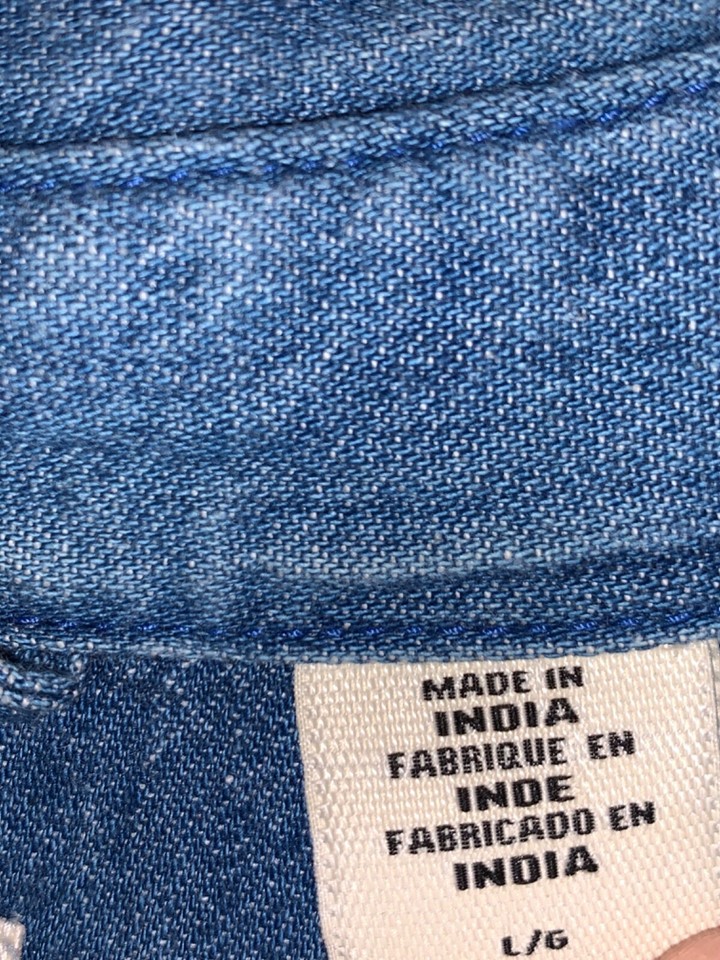 MADE IN
INDIA
FABRIQUE EN
INDE
FABRICADO EN
INDIA
L/G